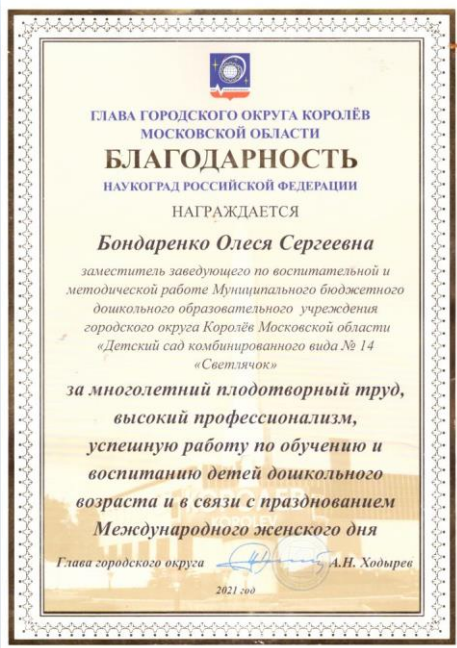 ГЛАВА ГОРОДСКОГО ОКРУГА КОРОЛЁВ
МОСКОВСКОЙ ОБЛАСТИ
БЛАГОДАРНОСТЬ
НАУКОГРАД РОССИЙСКОЙ ФЕДЕРАЦИИ
НАГРАЖДАЕТСЯ
Бондаренко Олеся Сергеевна
заместитель заведующего по воспитательной и
методической работе Муниципального бюджетного
дошкольного образовательного учреждения
городского округа Королёв Московской области
«Детский сад комбинированного вида № 14
«Светлячок»
за многолетний плодотворный труд,
высокий профессионализм,
успешную работу по обучению и
воспитанию детей дошкольного
возраста и в связи с празднованием
Международного женского дня
KOROLEV
Глава городского округа А.Н. Ходырев
2021 год